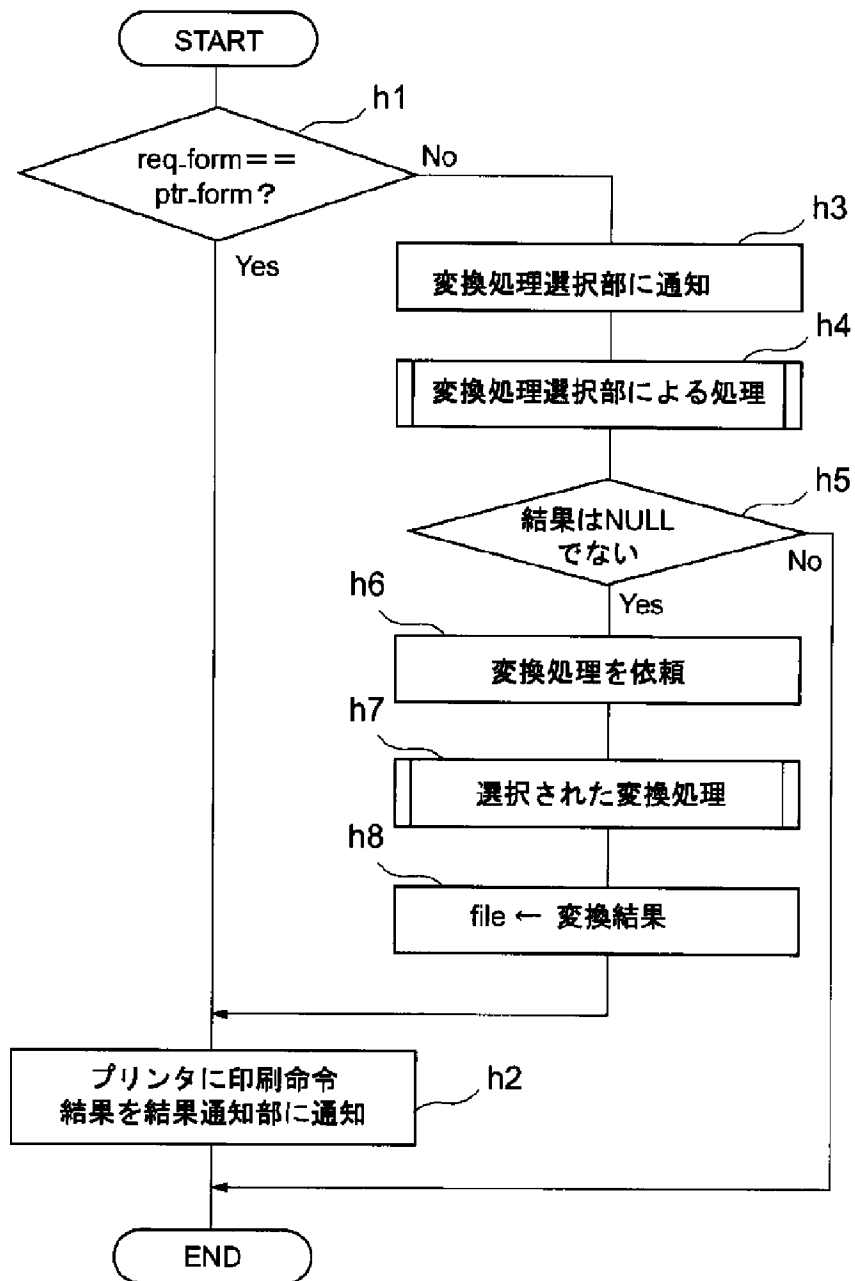 START
h1
req-form==
ptr-form?
No
Yes
h3
変換処理選択部に通知
h4
変換処理選択部による処理
h5
結果はNULL
でない
No
Yes
h6
変換処理を依頼
h7
選択された変換処理
h8
file ← 変換結果
プリンタに印刷命令
結果を結果通知部に通知
h2
END